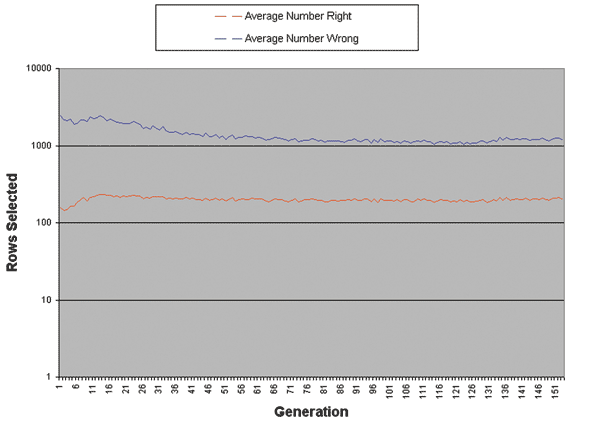 Average Number Right
Average Number Wrong
10000
1000
100
10
1
Rows Selected
1 6 11 16 21 26 31 36 41 46 51 56 61 66 71 76 81 86 91 96 101 106 111 116 121 126 131 136 141 146 151
Generation